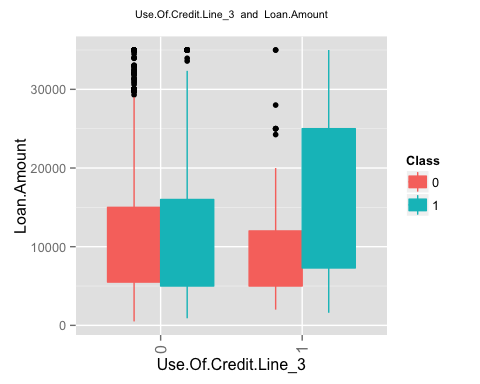 Use.Of.Credit.Line_3 and Loan.Amount
30000
20000
10000
0
Loan.Amount
0
1
Use.Of.Credit.Line_3
Class
0
1